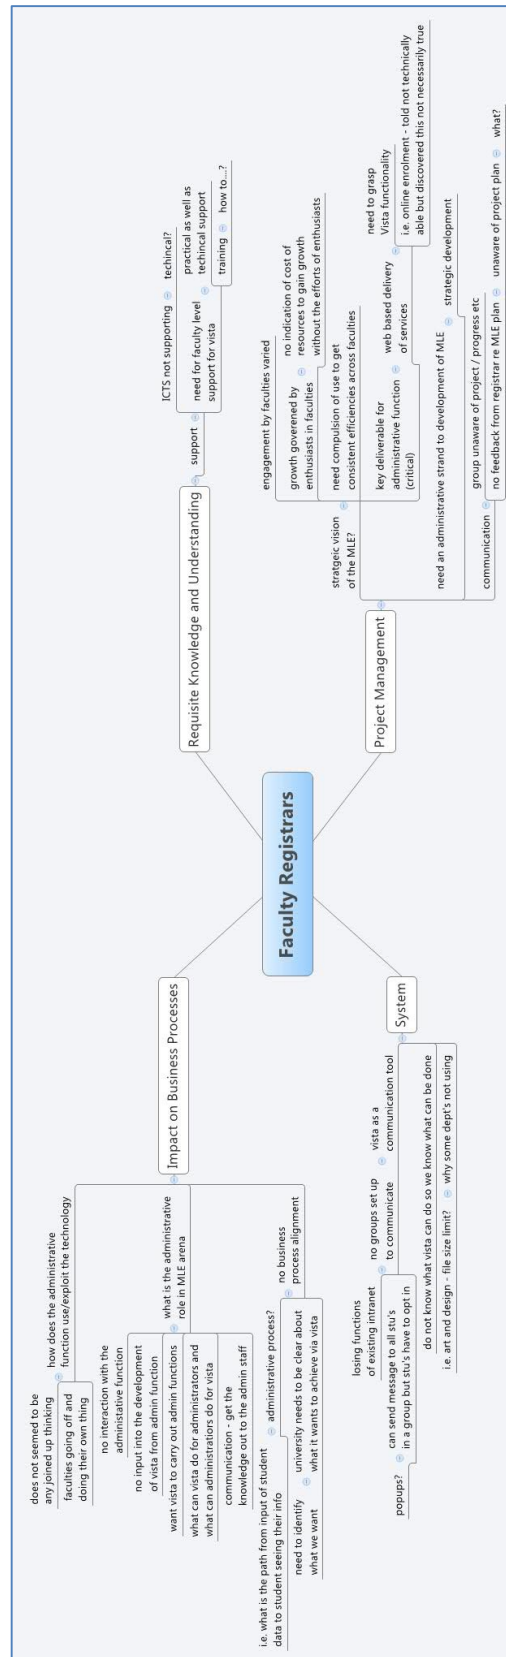 Faculty Registrars
Requisite Knowledge and Understanding
support
ICTS not supporting
techincal?
need for faculty level
support for vista
practical as well as
techincal support
training
how to....?
Project Management
stratgeic vision
of the MLE?
engagement by faculties varied
growth goverened by
enthusiasts in faculties
no indication of cost of
resources to gain growth
without the efforts of enthusiasts
need compulsion of use to get
consistent efficiencies across faculties
key deliverable for
administrative function
(critical)
web based delivery
of services
need to grasp
Vista functionality
i.e. online enrolment - told not technically
able but discovered this not necessarily true
need an administrative strand to development of MLE
strategic development
communication
group unaware of project / progress etc
no feedback from registrar re MLE plan
unaware of project plan
what?
Impact on Business Processes
how does the administrative
function use/exploit the technology
does not seemed to be
any joined up thinking
faculties going off and
doing their own thing
what is the administrative
role in MLE arena
no interaction with the
administative function
no input into the development
of vista from admin function
want vista to carry out admin functions
what can vista do for administrators and
what can administrators do for vista
communication - get the
knowledge out to the admin staff
no business
process alignment
administrative process?
i.e. what is the path from input of student
data to student seeing their info
university needs to be clear about
what it wants to achieve via vista
need to identify
what we want
System
vista as a
communication tool
no groups set up
to communicate
losing functions
of existing intranet
can send message to all stu's
in a group but stu's have to opt in
popups?
do not know what vista can do so we know what can be done
why some dept's not using
i.e. art and design - file size limit?